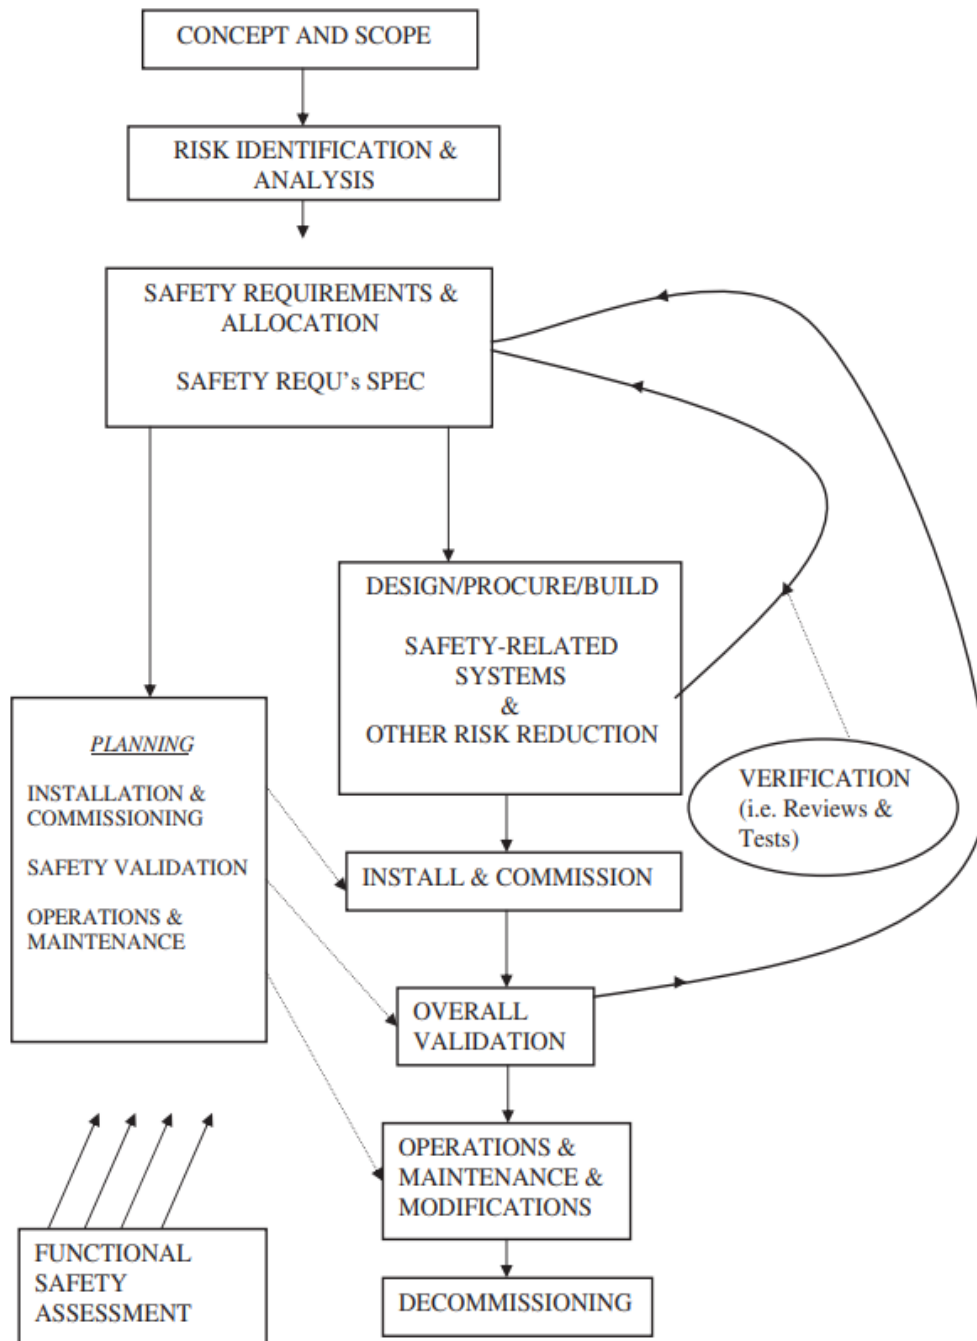 CONCEPT AND SCOPE
RISK IDENTIFICATION &
ANALYSIS
SAFETY REQUIREMENTS &
ALLOCATION
SAFETY REQU's SPEC
DESIGN/PROCURE/BUILD
SAFETY-RELATED
SYSTEMS
&
OTHER RISK REDUCTION
PLANNING
INSTALLATION &
COMMISSIONING
SAFETY VALIDATION
OPERATIONS &
MAINTENANCE
VERIFICATION
(i.e. Reviews &
Tests)
INSTALL & COMMISSION
OVERALL
VALIDATION
OPERATIONS &
MAINTENANCE &
MODIFICATIONS
FUNCTIONAL
SAFETY
ASSESSMENT
DECOMMISSIONING